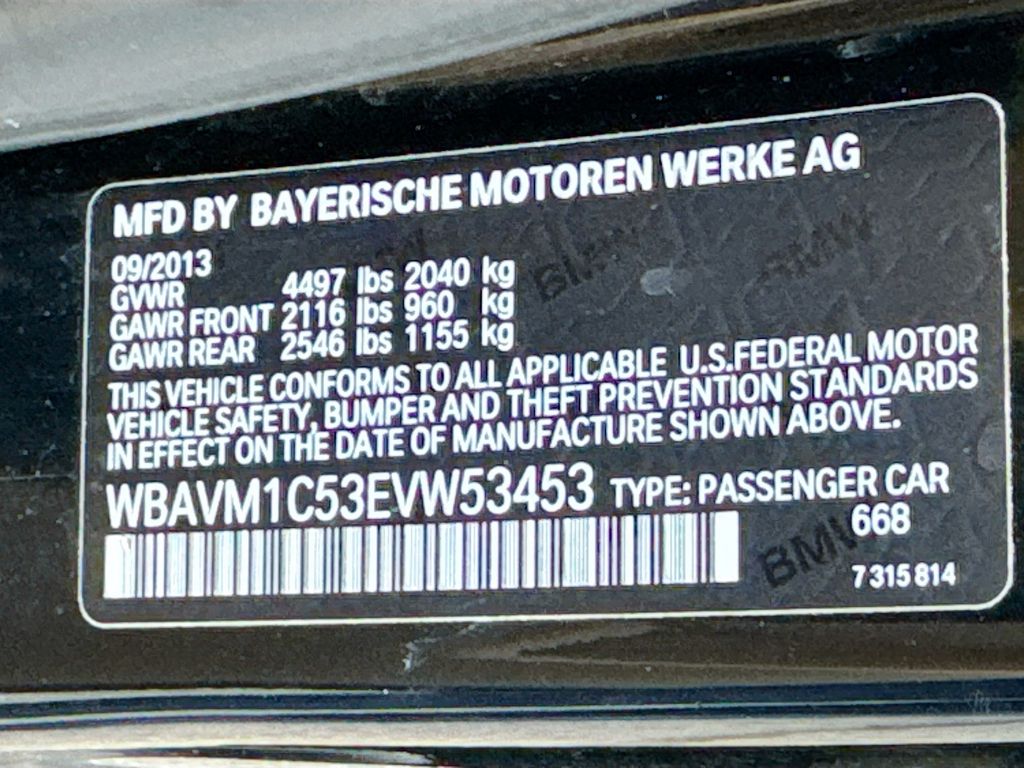 MFD BY BAYERISCHE MOTOREN WERKE AG
09/2013
GVWR 4497 lbs 2040 kg
GAWR FRONT 2116 lbs 960 kg
GAWR REAR 2546 lbs 1155 kg
THIS VEHICLE CONFORMS TO ALL APPLICABLE U.S.FEDERAL MOTOR
VEHICLE SAFETY, BUMPER AND THEFT PREVENTION STANDARDS
IN EFFECT ON THE DATE OF MANUFACTURE SHOWN ABOVE.
WBAVM1C53EVW53453 TYPE: PASSENGER CAR
668
7 315 814
BMW
BMW
BMW